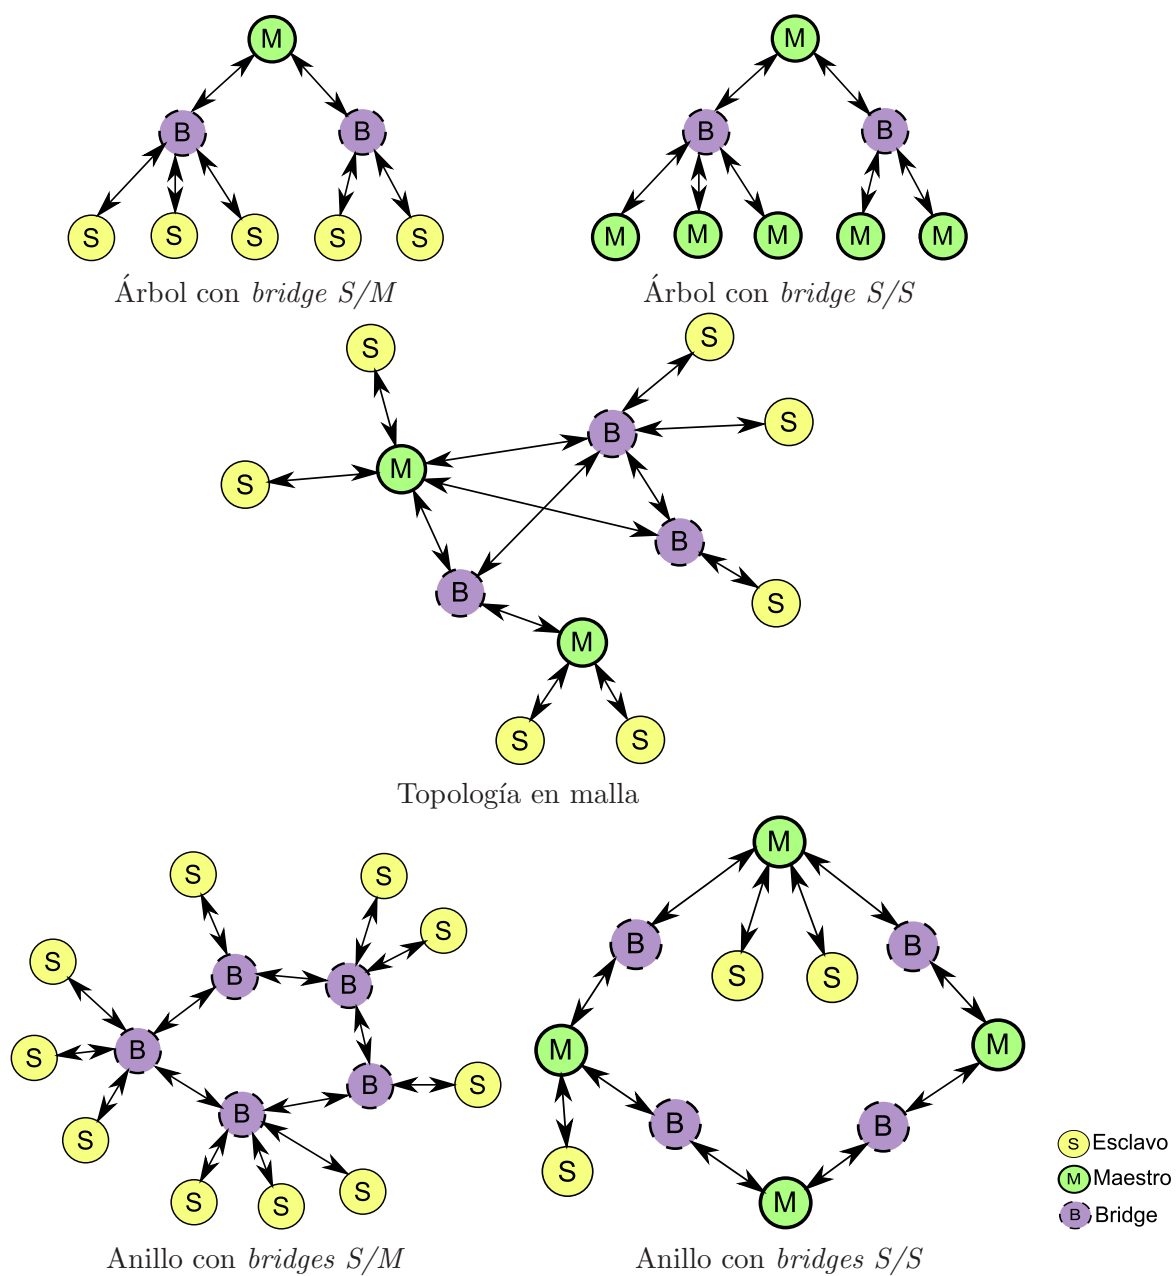 M
B B
S S S S S
Árbol con bridge S/M
M
B B
M M M M M
Árbol con bridge S/S
S
S
S
M
B
S
B
B
S
M
S S
Topología en malla
S
S
S
S
B
B
S
B
B
S
B
S
S
S
S
Anillo con bridges S/M
M
B
B
S
S
M
M
B
B
S
M
Anillo con bridges S/S
S Esclavo
M Maestro
B Bridge